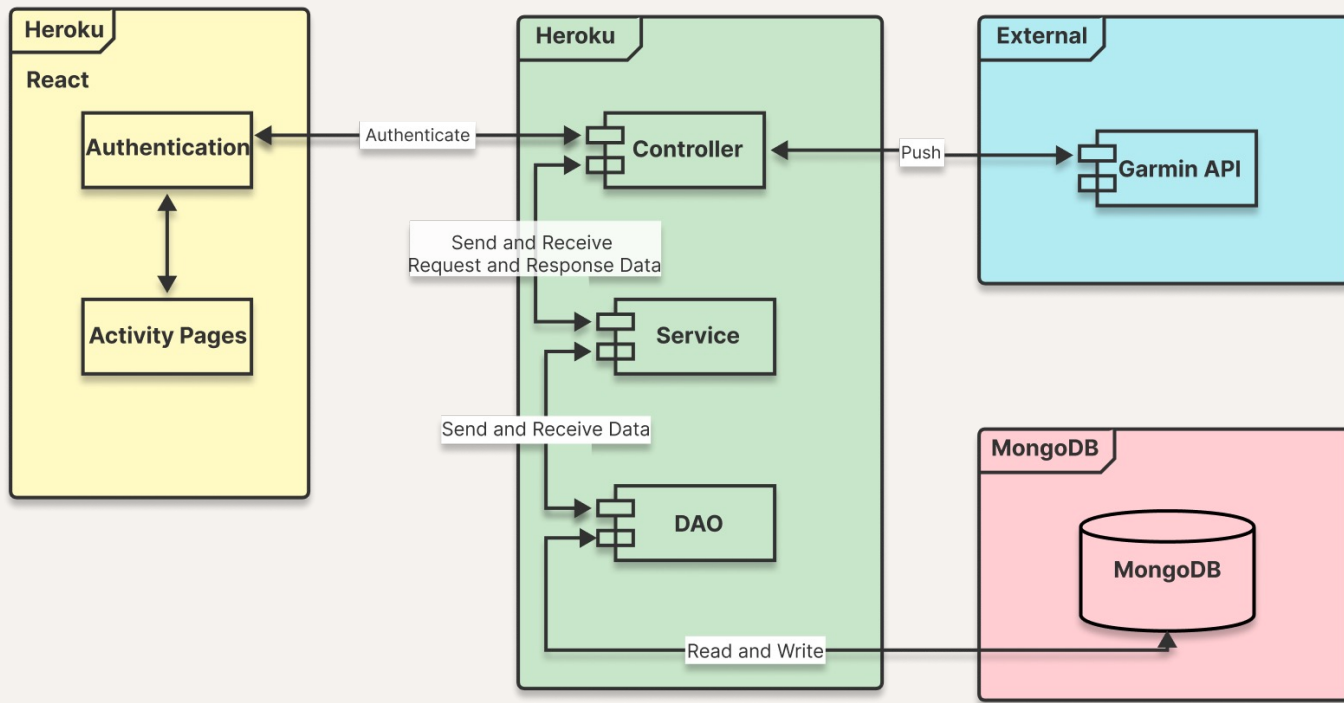 Heroku
React
Authentication
Activity Pages
Authenticate
Heroku
Controller
Send and Receive
Request and Response Data
Service
Send and Receive Data
DAO
Read and Write
Push
External
Garmin API
MongoDB
MongoDB